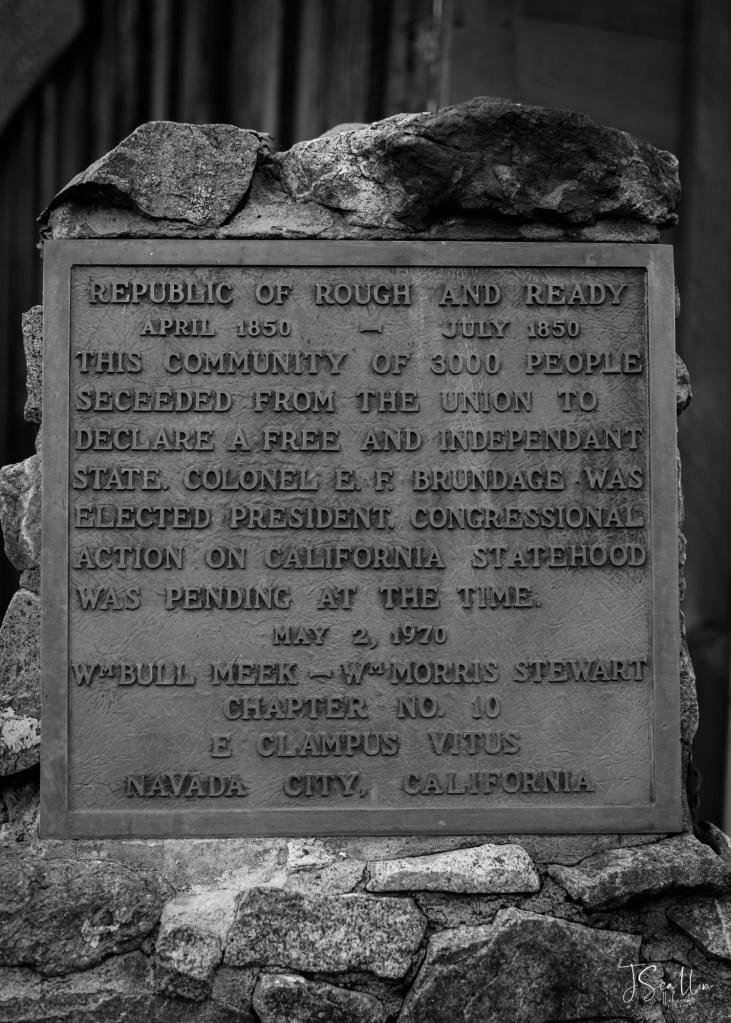 REPUBLIC OF ROUGH AND READY
APRIL 1850 — JULY 1850
THIS COMMUNITY OF 3000 PEOPLE
SECEEDED FROM THE UNION TO
DECLARE A FREE AND INDEPENDANT
STATE. COLONEL E. F. BRUNDAGE WAS
ELECTED PRESIDENT. CONGRESSIONAL
ACTION ON CALIFORNIA STATEHOOD
WAS PENDING AT THE TIME.
MAY 2, 1970
Wᴹ BULL MEEK — Wᴹ MORRIS STEWART
CHAPTER NO. 10
E CLAMPUS VITUS
NAVADA CITY, CALIFORNIA